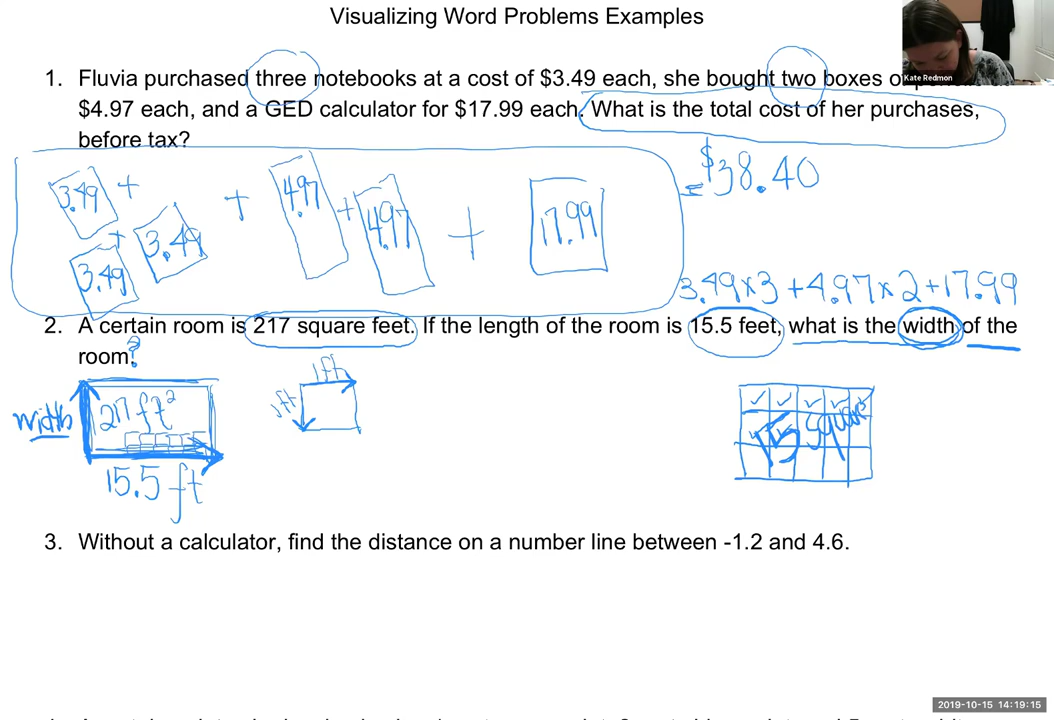 Visualizing Word Problems Examples
1. Fluvia purchased three notebooks at a cost of $3.49 each, she bought two boxes o
Kate Redmon
$4.97 each, and a GED calculator for $17.99 each. What is the total cost of her purchases,
before tax?
3.49 + 3.49 + 3.49 + 4.97 + 4.97 + 17.99
= $38.40
3.49 x 3 + 4.97 x 2 + 17.99
2. A certain room is 217 square feet. If the length of the room is 15.5 feet, what is the width of the
room?
width
217 ft²
15.5 ft
1ft
1ft
15 square
3. Without a calculator, find the distance on a number line between -1.2 and 4.6.
2019-10-15 14:19:15